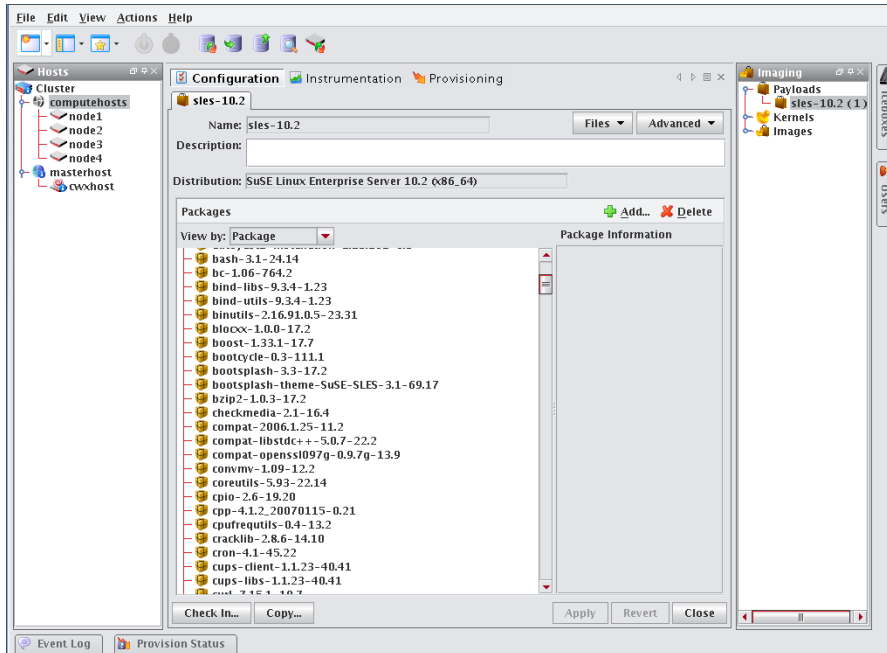 File Edit View Actions Help
Hosts
Cluster
computehosts
node1
node2
node3
node4
masterhost
cwxhost
Configuration Instrumentation Provisioning
sles-10.2
Name: sles-10.2
Files Advanced
Description:
Distribution: SuSE Linux Enterprise Server 10.2 (x86_64)
Packages
Add... Delete
View by: Package
Package Information
bash-3.1-24.14
bc-1.06-764.2
bind-libs-9.3.4-1.23
bind-utils-9.3.4-1.23
binutils-2.16.91.0.5-23.31
blocxx-1.0.0-17.2
boost-1.33.1-17.7
bootcycle-0.3-111.1
bootsplash-3.3-17.2
bootsplash-theme-SuSE-SLES-3.1-69.17
bzip2-1.0.3-17.2
checkmedia-2.1-16.4
compat-2006.1.25-11.2
compat-libstdc++-5.0.7-22.2
compat-openssl097g-0.9.7g-13.9
convmv-1.09-12.2
coreutils-5.93-22.14
cpio-2.6-19.20
cpp-4.1.2_20070115-0.21
cpufrequtils-0.4-13.2
cracklib-2.8.6-14.10
cron-4.1-45.22
cups-client-1.1.23-40.41
cups-libs-1.1.23-40.41
Check In... Copy...
Apply Revert Close
Imaging
Payloads
sles-10.2 (1)
Kernels
Images
Iceboxes
Users
Event Log Provision Status